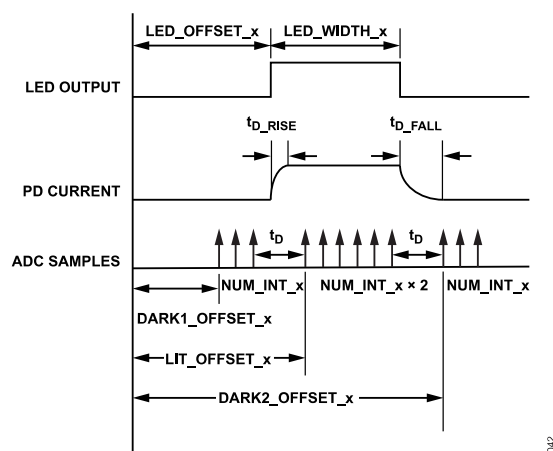 LED_OFFSET_x
LED_WIDTH_x
LED OUTPUT
tD_RISE
tD_FALL
PD CURRENT
tD
tD
ADC SAMPLES
NUM_INT_x
NUM_INT_x × 2
NUM_INT_x
DARK1_OFFSET_x
LIT_OFFSET_x
DARK2_OFFSET_x
042